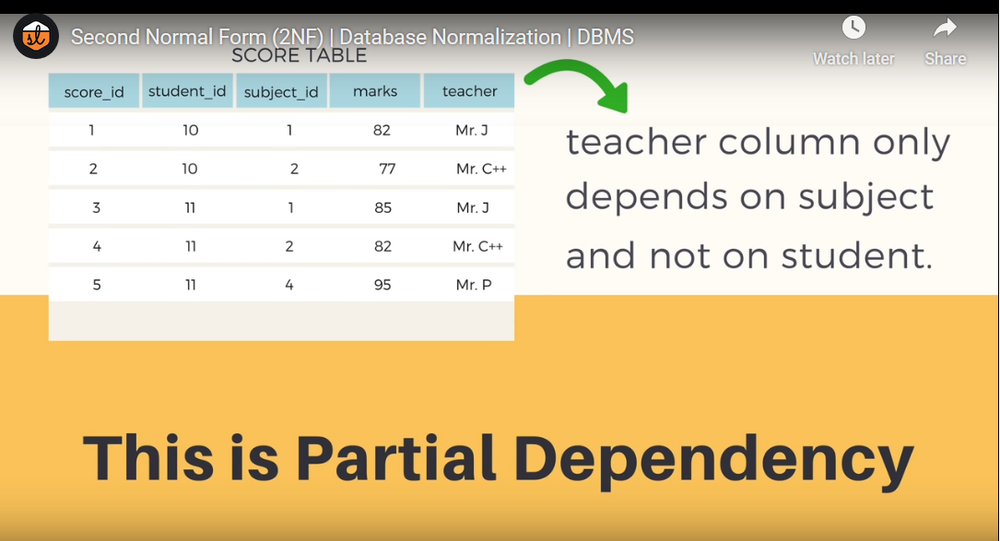 sl
Second Normal Form (2NF) | Database Normalization | DBMS
Watch later
Share
SCORE TABLE
score_id student_id subject_id marks teacher
1 10 1 82 Mr. J
2 10 2 77 Mr. C++
3 11 1 85 Mr. J
4 11 2 82 Mr. C++
5 11 4 95 Mr. P
teacher column only
depends on subject
and not on student.
This is Partial Dependency